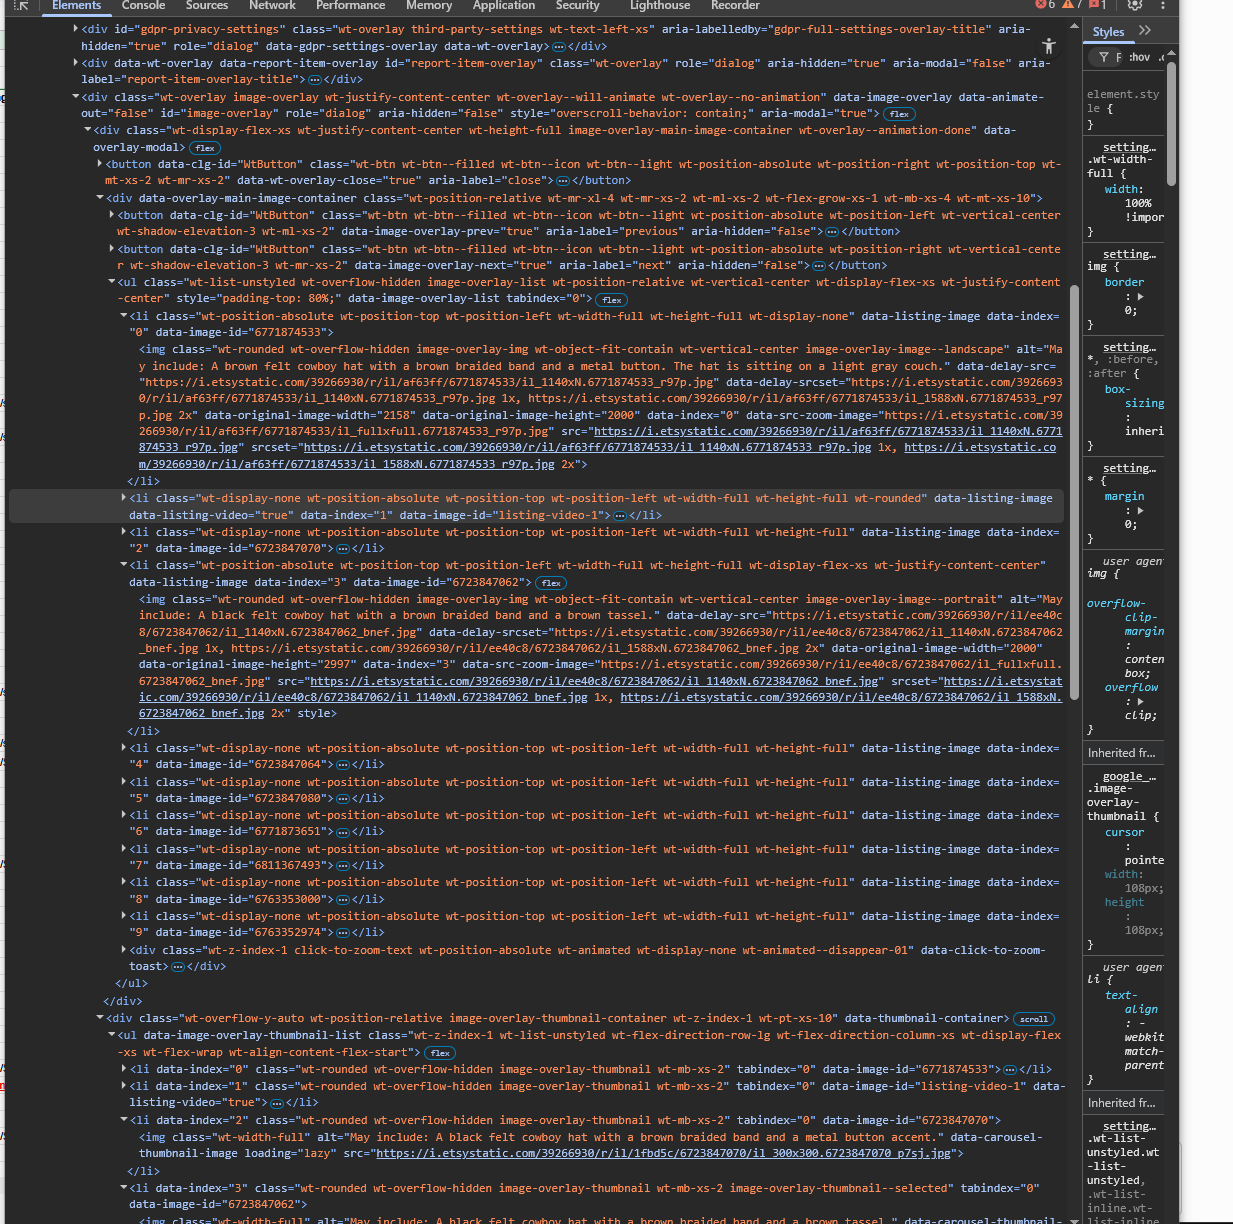 Elements Console Sources Network Performance Memory Application Security Lighthouse Recorder 6 7 1
<div id="gdpr-privacy-settings" class="wt-overlay third-party-settings wt-text-left-xs" aria-labelledby="gdpr-full-settings-overlay-title" aria-
hidden="true" role="dialog" data-gdpr-settings-overlay data-wt-overlay>…</div>
<div data-wt-overlay data-report-item-overlay id="report-item-overlay" class="wt-overlay" role="dialog" aria-hidden="true" aria-modal="false" aria-
label="report-item-overlay-title">…</div>
<div class="wt-overlay image-overlay wt-justify-content-center wt-overlay--will-animate wt-overlay--no-animation" data-image-overlay data-animate-
out="false" id="image-overlay" role="dialog" aria-hidden="false" style="overscroll-behavior: contain;" aria-modal="true"> flex
<div class="wt-display-flex-xs wt-justify-content-center wt-height-full image-overlay-main-image-container wt-overlay--animation-done" data-
overlay-modal> flex
<button data-clg-id="WtButton" class="wt-btn wt-btn--filled wt-btn--icon wt-btn--light wt-position-absolute wt-position-right wt-position-top wt-
mt-xs-2 wt-mr-xs-2" data-wt-overlay-close="true" aria-label="close">…</button>
<div data-overlay-main-image-container class="wt-position-relative wt-mr-xl-4 wt-mr-xs-2 wt-ml-xs-2 wt-flex-grow-xs-1 wt-mb-xs-4 wt-mt-xs-10">
<button data-clg-id="WtButton" class="wt-btn wt-btn--filled wt-btn--icon wt-btn--light wt-position-absolute wt-position-left wt-vertical-center
wt-shadow-elevation-3 wt-ml-xs-2" data-image-overlay-prev="true" aria-label="previous" aria-hidden="false">…</button>
<button data-clg-id="WtButton" class="wt-btn wt-btn--filled wt-btn--icon wt-btn--light wt-position-absolute wt-position-right wt-vertical-cente
r wt-shadow-elevation-3 wt-mr-xs-2" data-image-overlay-next="true" aria-label="next" aria-hidden="false">…</button>
<ul class="wt-list-unstyled wt-overflow-hidden image-overlay-list wt-position-relative wt-vertical-center wt-display-flex-xs wt-justify-content
-center" style="padding-top: 80%;" data-image-overlay-list tabindex="0"> flex
<li class="wt-position-absolute wt-position-top wt-position-left wt-width-full wt-height-full wt-display-none" data-listing-image data-index=
"0" data-image-id="6771874533">
<img class="wt-rounded wt-overflow-hidden image-overlay-img wt-object-fit-contain wt-vertical-center image-overlay-image--landscape" alt="Ma
y include: A brown felt cowboy hat with a brown braided band and a metal button. The hat is sitting on a light gray couch." data-delay-src=
"https://i.etsystatic.com/39266930/r/il/af63ff/6771874533/il_1140xN.6771874533_r97p.jpg" data-delay-srcset="https://i.etsystatic.com/3926693
0/r/il/af63ff/6771874533/il_1140xN.6771874533_r97p.jpg 1x, https://i.etsystatic.com/39266930/r/il/af63ff/6771874533/il_1588xN.6771874533_r97
p.jpg 2x" data-original-image-width="2158" data-original-image-height="2000" data-index="0" data-src-zoom-image="https://i.etsystatic.com/39
266930/r/il/af63ff/6771874533/il_fullxfull.6771874533_r97p.jpg" src="https://i.etsystatic.com/39266930/r/il/af63ff/6771874533/il_1140xN.6771
874533_r97p.jpg" srcset="https://i.etsystatic.com/39266930/r/il/af63ff/6771874533/il_1140xN.6771874533_r97p.jpg 1x, https://i.etsystatic.co
m/39266930/r/il/af63ff/6771874533/il_1588xN.6771874533_r97p.jpg 2x">
</li>
<li class="wt-display-none wt-position-absolute wt-position-top wt-position-left wt-width-full wt-height-full wt-rounded" data-listing-image
data-listing-video="true" data-index="1" data-image-id="listing-video-1">…</li>
<li class="wt-display-none wt-position-absolute wt-position-top wt-position-left wt-width-full wt-height-full" data-listing-image data-index=
"2" data-image-id="6723847070">…</li>
<li class="wt-position-absolute wt-position-top wt-position-left wt-width-full wt-height-full wt-display-flex-xs wt-justify-content-center"
data-listing-image data-index="3" data-image-id="6723847062"> flex
<img class="wt-rounded wt-overflow-hidden image-overlay-img wt-object-fit-contain wt-vertical-center image-overlay-image--portrait" alt="May
include: A black felt cowboy hat with a brown braided band and a brown tassel." data-delay-src="https://i.etsystatic.com/39266930/r/il/ee40c
8/6723847062/il_1140xN.6723847062_bnef.jpg" data-delay-srcset="https://i.etsystatic.com/39266930/r/il/ee40c8/6723847062/il_1140xN.6723847062
_bnef.jpg 1x, https://i.etsystatic.com/39266930/r/il/ee40c8/6723847062/il_1588xN.6723847062_bnef.jpg 2x" data-original-image-width="2000"
data-original-image-height="2997" data-index="3" data-src-zoom-image="https://i.etsystatic.com/39266930/r/il/ee40c8/6723847062/il_fullxfull.
6723847062_bnef.jpg" src="https://i.etsystatic.com/39266930/r/il/ee40c8/6723847062/il_1140xN.6723847062_bnef.jpg" srcset="https://i.etsystat
ic.com/39266930/r/il/ee40c8/6723847062/il_1140xN.6723847062_bnef.jpg 1x, https://i.etsystatic.com/39266930/r/il/ee40c8/6723847062/il_1588xN.
6723847062_bnef.jpg 2x" style>
</li>
<li class="wt-display-none wt-position-absolute wt-position-top wt-position-left wt-width-full wt-height-full" data-listing-image data-index=
"4" data-image-id="6723847064">…</li>
<li class="wt-display-none wt-position-absolute wt-position-top wt-position-left wt-width-full wt-height-full" data-listing-image data-index=
"5" data-image-id="6723847080">…</li>
<li class="wt-display-none wt-position-absolute wt-position-top wt-position-left wt-width-full wt-height-full" data-listing-image data-index=
"6" data-image-id="6771873651">…</li>
<li class="wt-display-none wt-position-absolute wt-position-top wt-position-left wt-width-full wt-height-full" data-listing-image data-index=
"7" data-image-id="6811367493">…</li>
<li class="wt-display-none wt-position-absolute wt-position-top wt-position-left wt-width-full wt-height-full" data-listing-image data-index=
"8" data-image-id="6763353000">…</li>
<li class="wt-display-none wt-position-absolute wt-position-top wt-position-left wt-width-full wt-height-full" data-listing-image data-index=
"9" data-image-id="6763352974">…</li>
<div class="wt-z-index-1 click-to-zoom-text wt-position-absolute wt-animated wt-display-none wt-animated--disappear-01" data-click-to-zoom-
toast>…</div>
</ul>
</div>
<div class="wt-overflow-y-auto wt-position-relative image-overlay-thumbnail-container wt-z-index-1 wt-pt-xs-10" data-thumbnail-container> scroll
<ul data-image-overlay-thumbnail-list class="wt-z-index-1 wt-list-unstyled wt-flex-direction-row-lg wt-flex-direction-column-xs wt-display-flex
-xs wt-flex-wrap wt-align-content-flex-start"> flex
<li data-index="0" class="wt-rounded wt-overflow-hidden image-overlay-thumbnail wt-mb-xs-2" tabindex="0" data-image-id="6771874533">…</li>
<li data-index="1" class="wt-rounded wt-overflow-hidden image-overlay-thumbnail wt-mb-xs-2" tabindex="0" data-image-id="listing-video-1" data-
listing-video="true">…</li>
<li data-index="2" class="wt-rounded wt-overflow-hidden image-overlay-thumbnail wt-mb-xs-2" tabindex="0" data-image-id="6723847070">
<img class="wt-width-full" alt="May include: A black felt cowboy hat with a brown braided band and a metal button accent." data-carousel-
thumbnail-image loading="lazy" src="https://i.etsystatic.com/39266930/r/il/1fbd5c/6723847070/il_300x300.6723847070_p7sj.jpg">
</li>
<li data-index="3" class="wt-rounded wt-overflow-hidden image-overlay-thumbnail wt-mb-xs-2 image-overlay-thumbnail--selected" tabindex="0"
data-image-id="6723847062">
<img class="wt-width-full" alt="May include: A black felt cowboy hat with a brown braided band and a brown tassel." data-carousel-thumbnail-
Styles
F :hov .c
element.sty
le {
}
setting…
.wt-width-
full {
width:
100%
!impor
}
setting…
img {
border
:
0;
}
setting…
*, :before,
:after {
box-
sizing
:
inheri
}
setting…
* {
margin
:
0;
}
user agen
img {
overflow-
clip-
margin
:
conten
box;
overflow
:
clip;
}
Inherited fr…
google_…
.image-
overlay-
thumbnail {
cursor
:
pointe
width:
108px;
height
:
108px;
}
user agen
li {
text-
align
: -
webkit
match-
parent
}
Inherited fr…
setting…
.wt-list-
unstyled.wt
-list-
unstyled,
.wt-list-
inline.wt-
list-inline